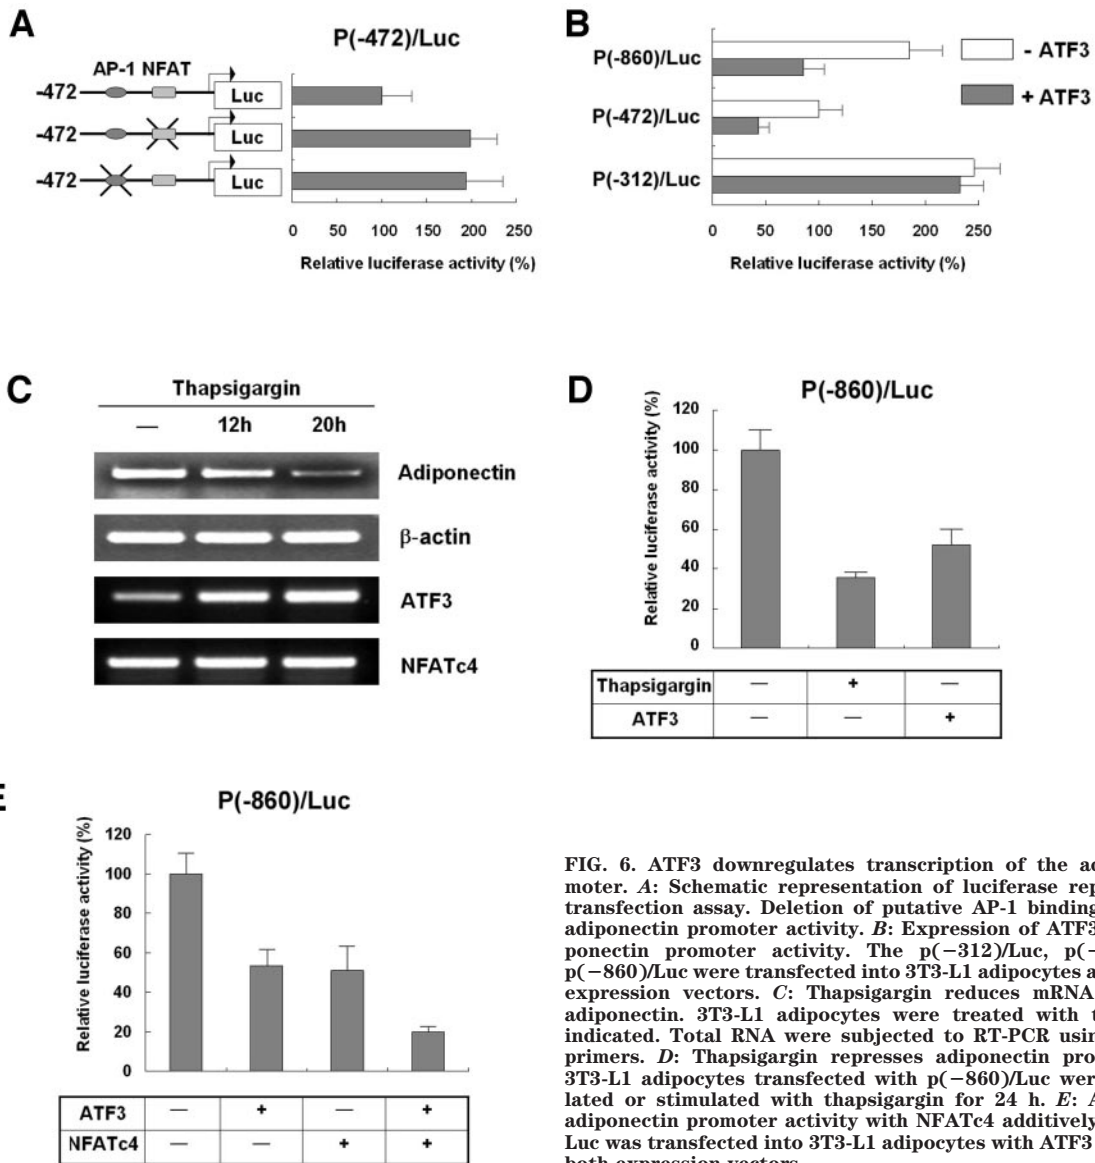 A
P(-472)/Luc
AP-1 NFAT
-472
Luc
-472
Luc
-472
Luc
0 50 100 150 200 250
Relative luciferase activity (%)
B
P(-860)/Luc
P(-472)/Luc
P(-312)/Luc
- ATF3
+ ATF3
0 50 100 150 200 250
Relative luciferase activity (%)
C
Thapsigargin
— 12h 20h
Adiponectin
β-actin
ATF3
NFATc4
D
P(-860)/Luc
Relative luciferase activity (%)
120
100
80
60
40
20
0
Thapsigargin — + —
ATF3 — — +
E
P(-860)/Luc
Relative luciferase activity (%)
120
100
80
60
40
20
0
ATF3 — + — +
NFATc4 — — + +
FIG. 6. ATF3 downregulates transcription of the
moter. A: Schematic representation of luciferase
transfection assay. Deletion of putative AP-1 binding
adiponectin promoter activity. B: Expression of ATF3
ponectin promoter activity. The p(−312)/Luc,
p(−860)/Luc were transfected into 3T3-L1 adipocytes
expression vectors. C: Thapsigargin reduces mRNA
adiponectin. 3T3-L1 adipocytes were treated with
indicated. Total RNA were subjected to RT-PCR
primers. D: Thapsigargin represses adiponectin
3T3-L1 adipocytes transfected with p(−860)/Luc were
lated or stimulated with thapsigargin for 24 h. E:
adiponectin promoter activity with NFATc4 additively
Luc was transfected into 3T3-L1 adipocytes with ATF3
both expression vectors